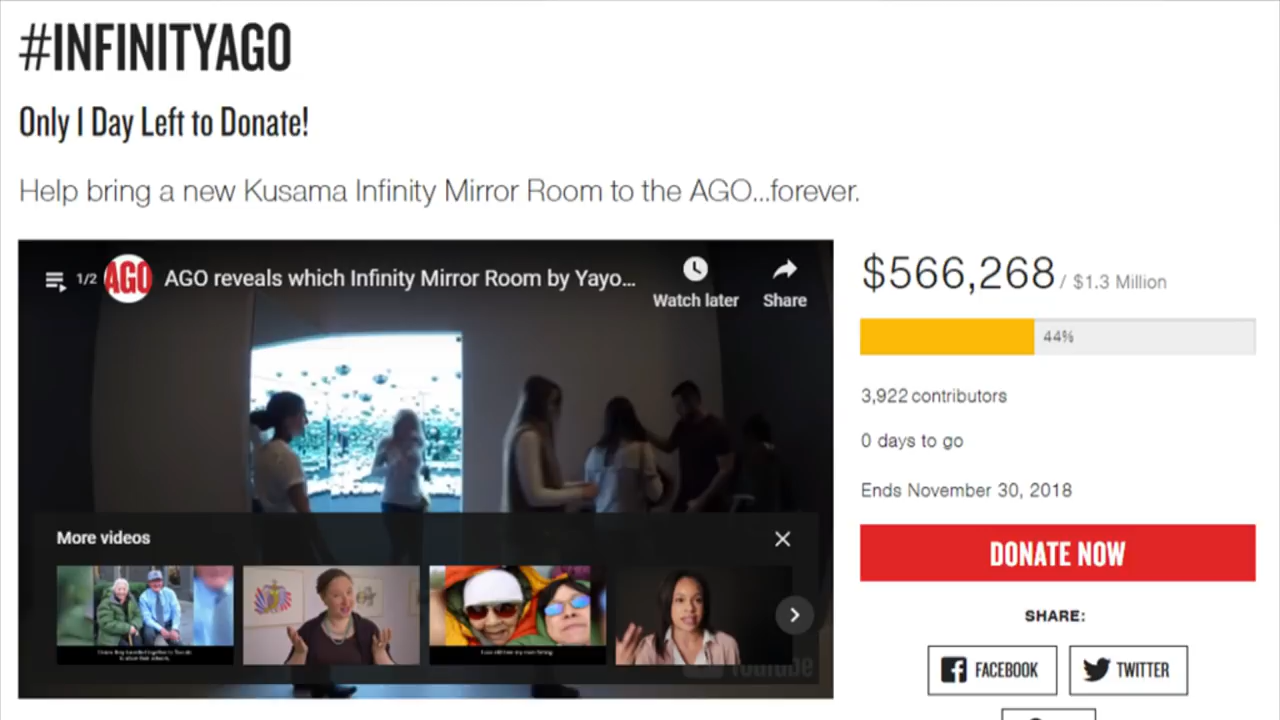 #INFINITYAGO
Only 1 Day Left to Donate!
Help bring a new Kusama Infinity Mirror Room to the AGO...forever.
1/2 AGO AGO reveals which Infinity Mirror Room by Yayo...
Watch later
Share
More videos
YouTube
$566,268 / $1.3 Million
44%
3,922 contributors
0 days to go
Ends November 30, 2018
DONATE NOW
SHARE:
FACEBOOK
TWITTER